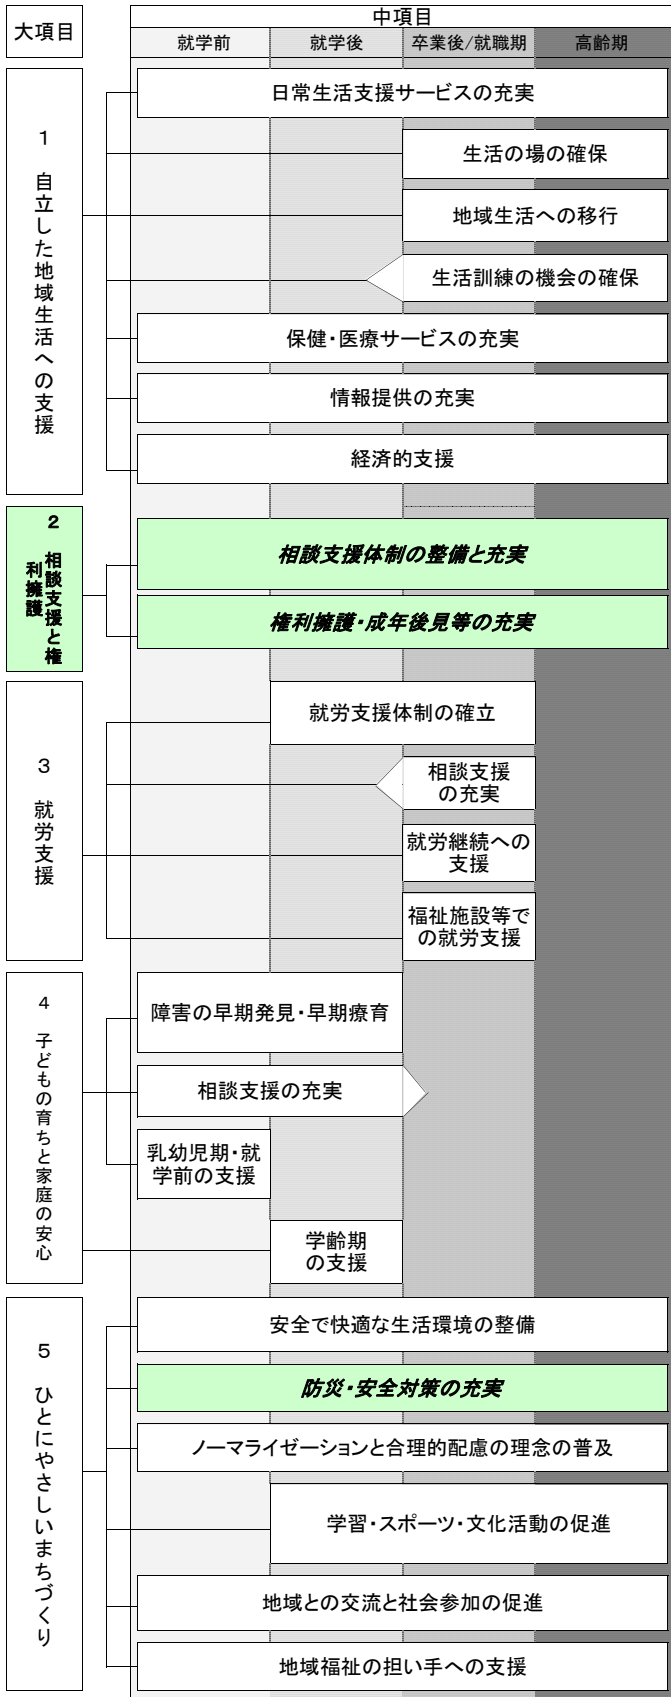 大項目
中項目
就学前 就学後 卒業後/就職期 高齢期
1 自立した地域生活への支援
日常生活支援サービスの充実
生活の場の確保
地域生活への移行
生活訓練の機会の確保
保健・医療サービスの充実
情報提供の充実
経済的支援
2 相談支援と権
利擁護
相談支援体制の整備と充実
権利擁護・成年後見等の充実
3 就労支援
就労支援体制の確立
相談支援
の充実
就労継続への
支援
福祉施設等で
の就労支援
4 子どもの育ちと家庭の安心
障害の早期発見・早期療育
相談支援の充実
乳幼児期・就
学前の支援
学齢期
の支援
5 ひとにやさしいまちづくり
安全で快適な生活環境の整備
防災・安全対策の充実
ノーマライゼーションと合理的配慮の理念の普及
学習・スポーツ・文化活動の促進
地域との交流と社会参加の促進
地域福祉の担い手への支援